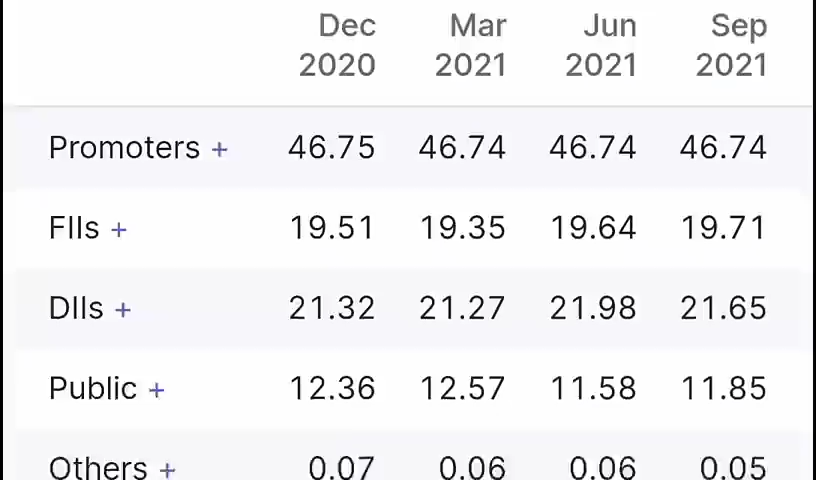 Dec Mar Jun Sep
2020 2021 2021 2021
Promoters + 46.75 46.74 46.74 46.74
FIIs + 19.51 19.35 19.64 19.71
DIIs + 21.32 21.27 21.98 21.65
Public + 12.36 12.57 11.58 11.85
Others + 0.07 0.06 0.06 0.05